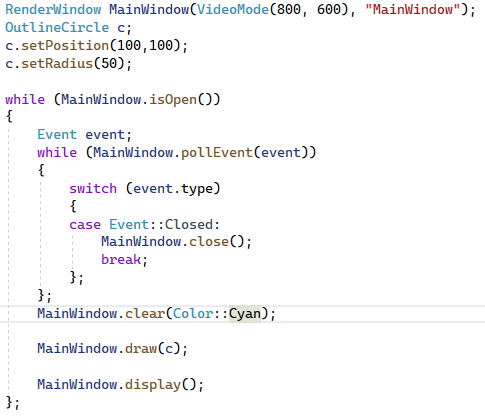 RenderWindow MainWindow(VideoMode(800, 600), "MainWindow");
OutlineCircle c;
c.setPosition(100,100);
c.setRadius(50);

while (MainWindow.isOpen())
{
    Event event;
    while (MainWindow.pollEvent(event))
    {
        switch (event.type)
        {
        case Event::Closed:
            MainWindow.close();
            break;
        };
    };
    MainWindow.clear(Color::Cyan);

    MainWindow.draw(c);

    MainWindow.display();
};